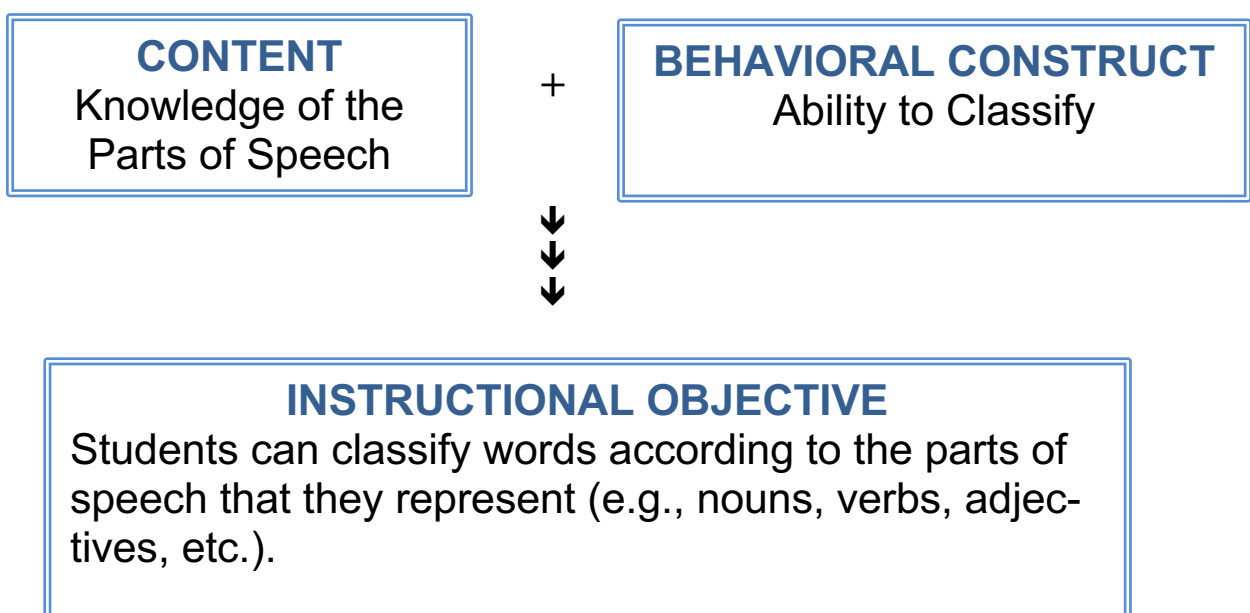 CONTENT
Knowledge of the
Parts of Speech
+
BEHAVIORAL CONSTRUCT
Ability to Classify
INSTRUCTIONAL OBJECTIVE
Students can classify words according to the parts of
speech that they represent (e.g., nouns, verbs, adjec-
tives, etc.).